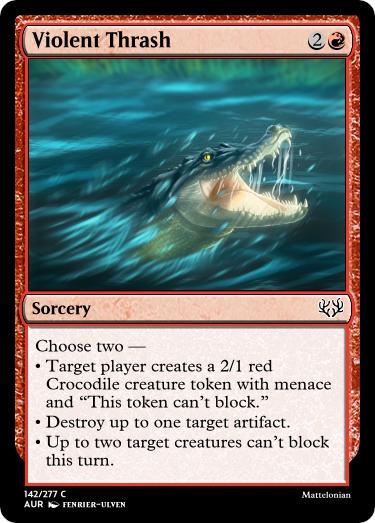 Violent Thrash 2
Sorcery
Choose two —
• Target player creates a 2/1 red
Crocodile creature token with menace
and “This token can’t block.”
• Destroy up to one target artifact.
• Up to two target creatures can’t block
this turn.
142/277 C
Mattelonian
AUR FENRIER-ULVEN